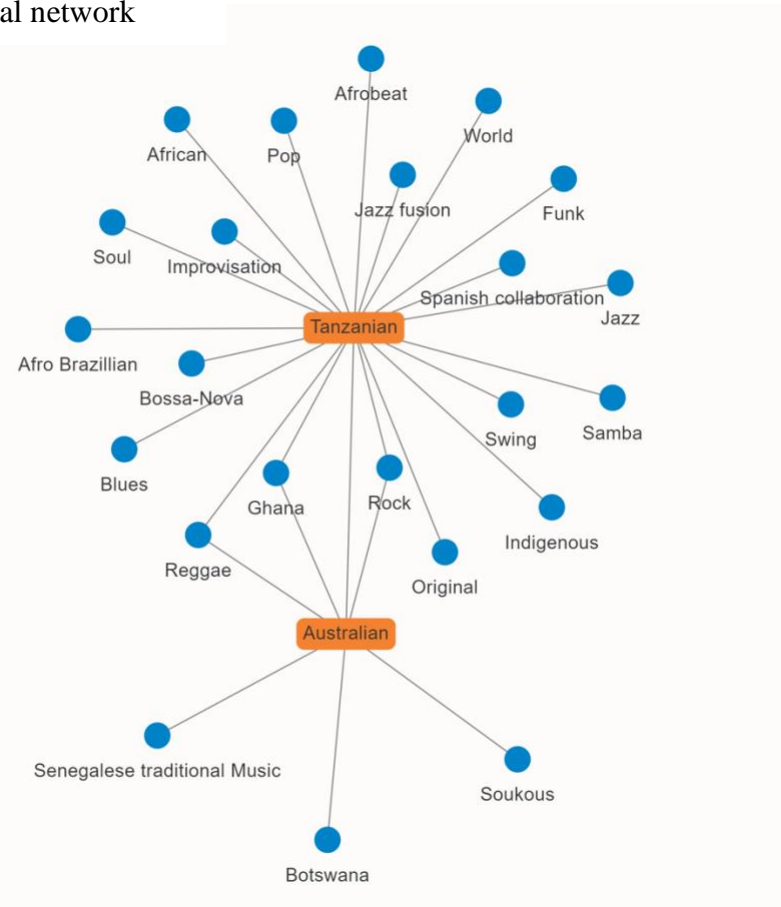 al network
Afrobeat
World
African
Pop
Jazz fusion
Funk
Soul
Improvisation
Spanish collaboration
Jazz
Tanzanian
Afro Brazillian
Bossa-Nova
Swing
Samba
Blues
Ghana
Rock
Indigenous
Reggae
Original
Australian
Senegalese traditional Music
Soukous
Botswana